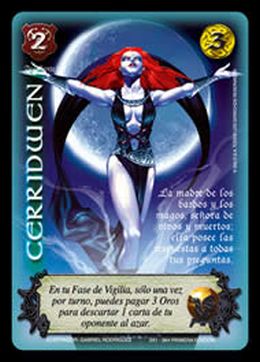 2
3
CERRIDWEN
La madre de los
bardos y los
magos, señora de
vivos y muertos;
ella posee las
respuestas a todas
tus preguntas.
En tu Fase de Vigilia, sólo una vez
por turno, puedes pagar 3 Oros
para descartar 1 carta de tu
oponente al azar.